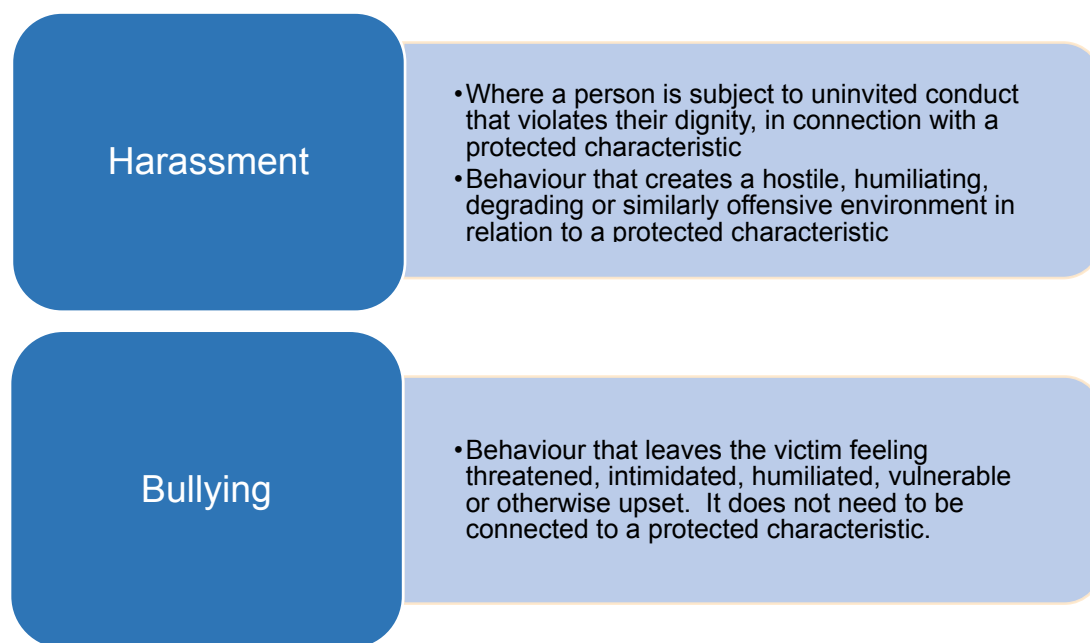 Harassment
•Where a person is subject to uninvited conduct
that violates their dignity, in connection with a
protected characteristic
•Behaviour that creates a hostile, humiliating,
degrading or similarly offensive environment in
relation to a protected characteristic
Bullying
•Behaviour that leaves the victim feeling
threatened, intimidated, humiliated, vulnerable
or otherwise upset.  It does not need to be
connected to a protected characteristic.